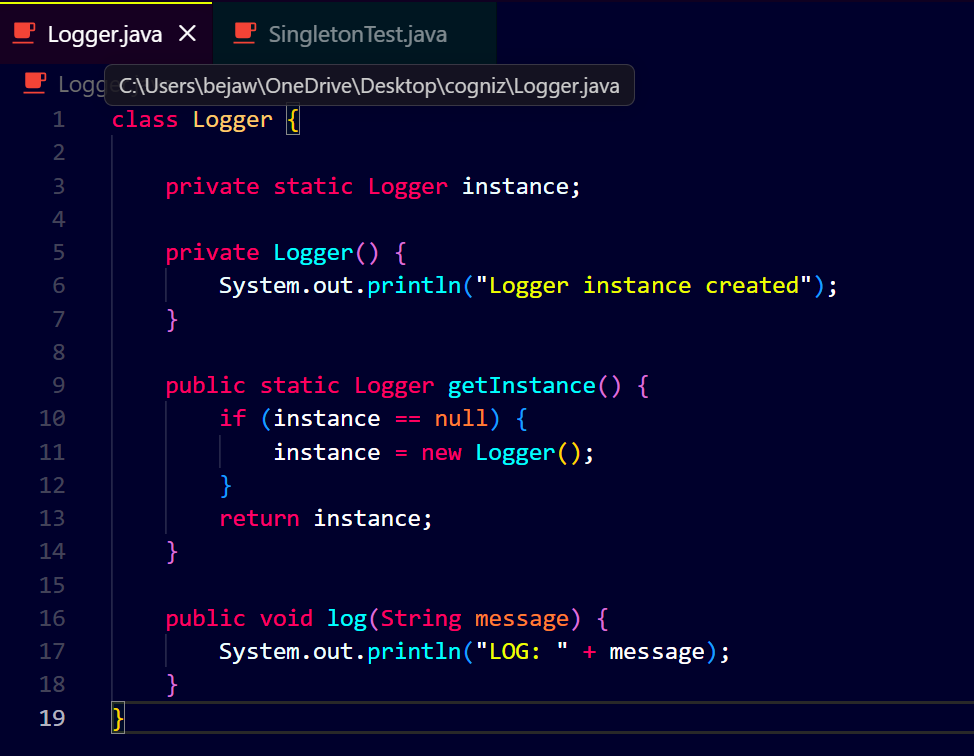 Logger.java
SingletonTest.java
Logg
C:\Users\bejaw\OneDrive\Desktop\cogniz\Logger.java
1 class Logger {
2
3     private static Logger instance;
4
5     private Logger() {
6         System.out.println("Logger instance created");
7     }
8
9     public static Logger getInstance() {
10         if (instance == null) {
11             instance = new Logger();
12         }
13         return instance;
14     }
15
16     public void log(String message) {
17         System.out.println("LOG: " + message);
18     }
19 }